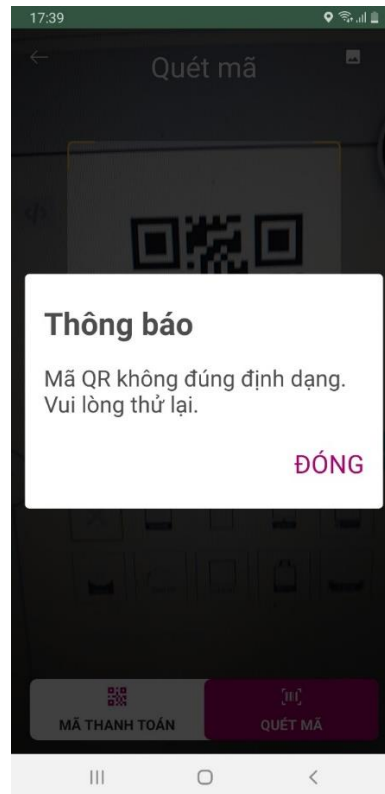 17:39
Quét mã
Thông báo
Mã QR không đúng định dạng.
Vui lòng thử lại.
ĐÓNG
MÃ THANH TOÁN
QUÉT MÃ